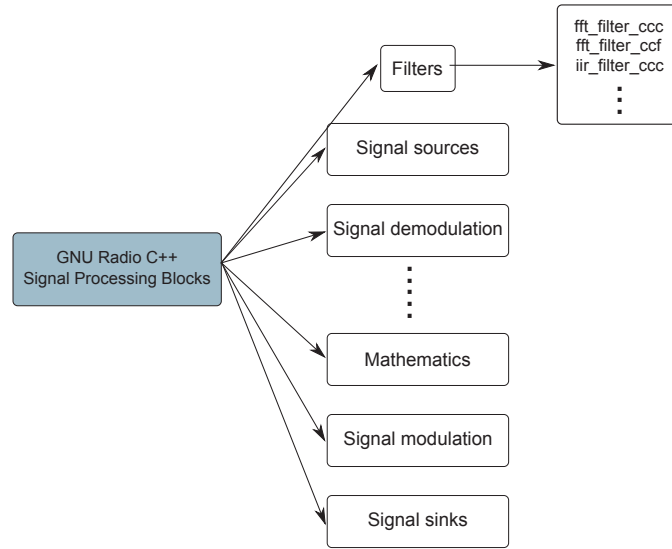 fft_filter_ccc
fft_filter_ccf
iir_filter_ccc
Filters
Signal sources
Signal demodulation
GNU Radio C++
Signal Processing Blocks
Mathematics
Signal modulation
Signal sinks